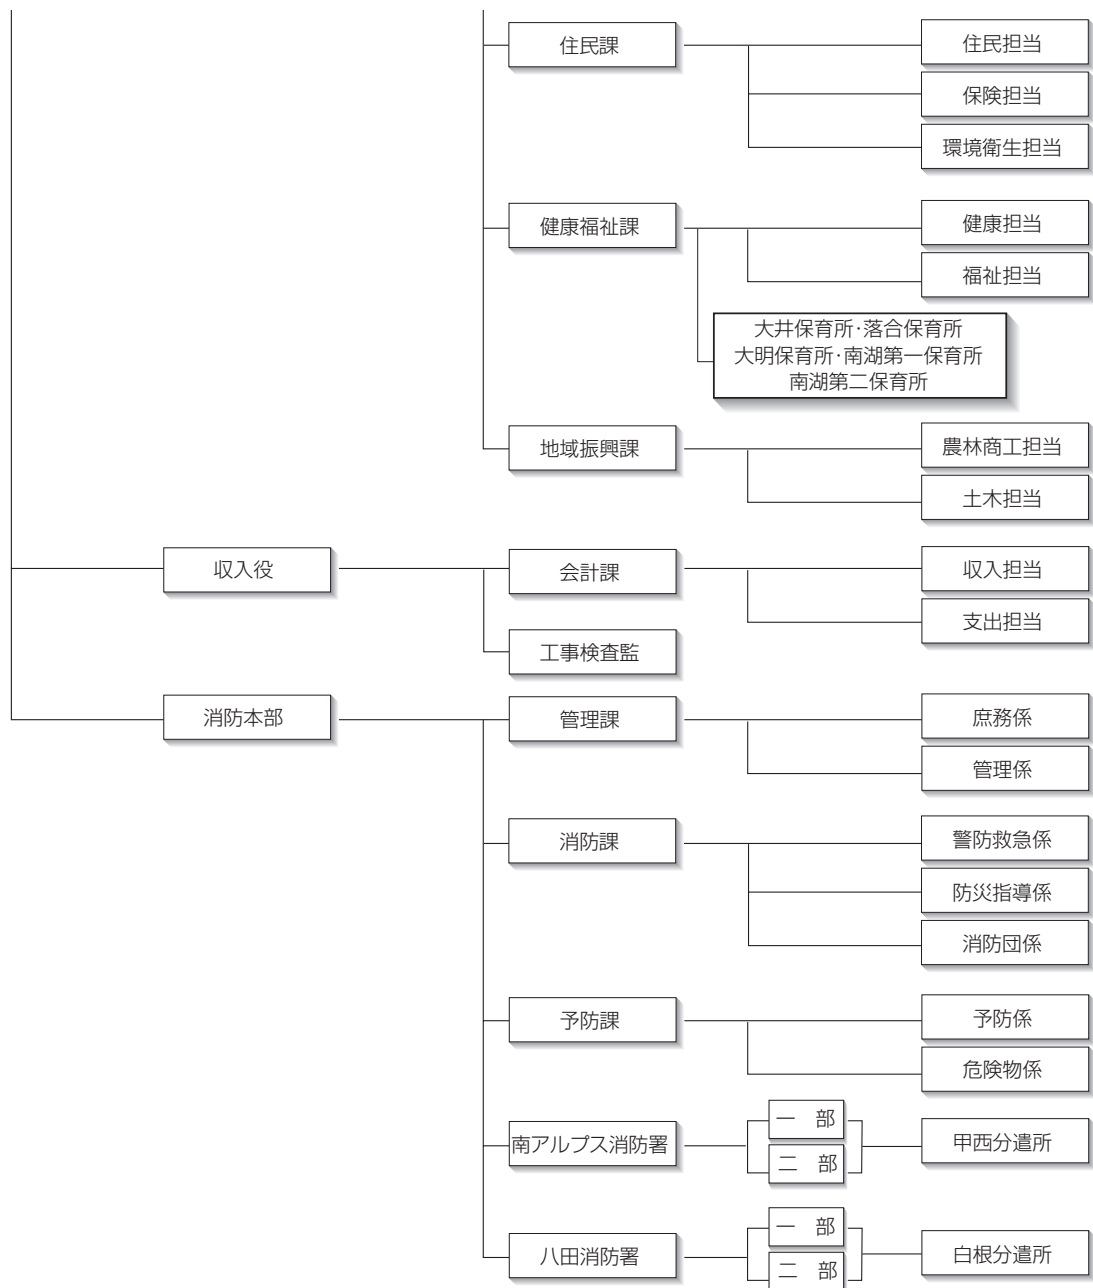 住民課
住民担当
保険担当
環境衛生担当
健康福祉課
健康担当
福祉担当
大井保育所・落合保育所
大明保育所・南湖第一保育所
南湖第二保育所
地域振興課
農林商工担当
土木担当
収入役
会計課
収入担当
支出担当
工事検査監
消防本部
管理課
庶務係
管理係
消防課
警防救急係
防災指導係
消防団係
予防課
予防係
危険物係
南アルプス消防署
一　部
二　部
甲西分遣所
八田消防署
一　部
二　部
白根分遣所